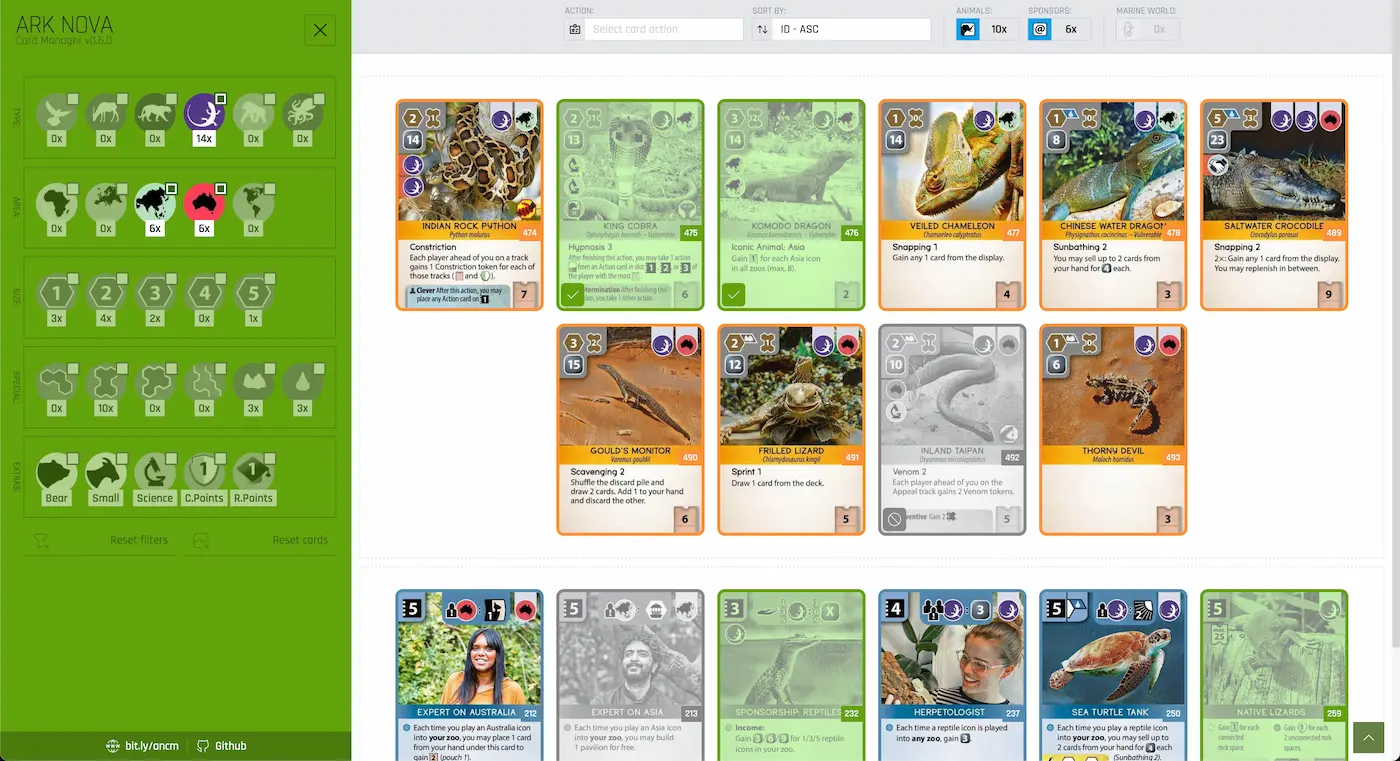 ARK NOVA
Card Manager v0.6.0
TYPE:
0x
0x
0x
14x
0x
0x
AREA:
0x
0x
6x
6x
0x
SIZE:
1
2
3
4
5
3x
4x
2x
0x
1x
SPECIAL:
0x
10x
0x
0x
3x
3x
EXTRAS:
1
1
Bear
Small
Science
C.Points
R.Points
Reset filters
Reset cards
bit.ly/ancm
Github
ACTION:
Select card action
SORT BY:
ID - ASC
ANIMALS:
10x
SPONSORS:
6x
MARINE WORLD:
0x
2
14
INDIAN ROCK PYTHON
Python molurus
474
Constriction
Each player ahead of you on a track
gains 1 Constriction token for each of
those tracks ( and ).
Clever After this action, you may
place any Action card on 1
7
2
13
KING COBRA
Ophiophagus hannah - Vulnerable
475
Hypnosis 3
After finishing this action, you may take 1 action
from an Action card in slot 1, 2, or 3 of
the player with the most
Determination After finishing
6
3
14
KOMODO DRAGON
Varanus komodoensis - Vulnerable
476
Iconic Animal: Asia
Gain 1 for each Asia icon
in all zoos (max. 8).
2
1
14
VEILED CHAMELEON
Chamaeleo calyptratus
477
Snapping 1
Gain any 1 card from the display.
4
1
8
CHINESE WATER DRAGON
Physignathus cocincinus - Vulnerable
478
Sunbathing 2
You may sell up to 2 cards from
your hand for 4 each.
3
5
23
SALTWATER CROCODILE
Crocodylus porosus
489
Snapping 2
2×: Gain any 1 card from the display.
You may replenish in between.
9
3
15
GOULD'S MONITOR
Varanus gouldii
490
Scavenging 2
Shuffle the discard pile and
draw 2 cards. Add 1 to your hand
and discard the other.
6
2
12
FRILLED LIZARD
Chlamydosaurus kingii
491
Sprint 1
Draw 1 card from the deck.
5
2
10
INLAND TAIPAN
Oxyuranus microlepidotus
492
Venom 2
Each player ahead of you on the
Appeal track gains 2 Venom tokens.
Inventive Gain 2
5
1
6
THORNY DEVIL
Moloch horridus
493
3
5
EXPERT ON AUSTRALIA
212
Each time you play an Australia icon
into your zoo, you may place 1 card
from your hand under this card to
gain 2 (pouch 1).
5
EXPERT ON ASIA
213
Each time you play an Asia icon
into your zoo, you may build
1 pavilion for free.
3
X
SPONSORSHIP: REPTILES
232
Income:
Gain 3/6/9 for 1/3/5 reptile
icons in your zoo.
4
3
HERPETOLOGIST
237
Each time a reptile icon is played
into any zoo, gain 3.
5
SEA TURTLE TANK
250
Each time you play a reptile icon
into your zoo, you may sell up to
2 cards from your hand for 4 each
(Sunbathing 2).
5
max.
25
NATIVE LIZARDS
259
Gain 1 for each
connected
rock space.
Gain 1 for each
2 unconnected rock
spaces.